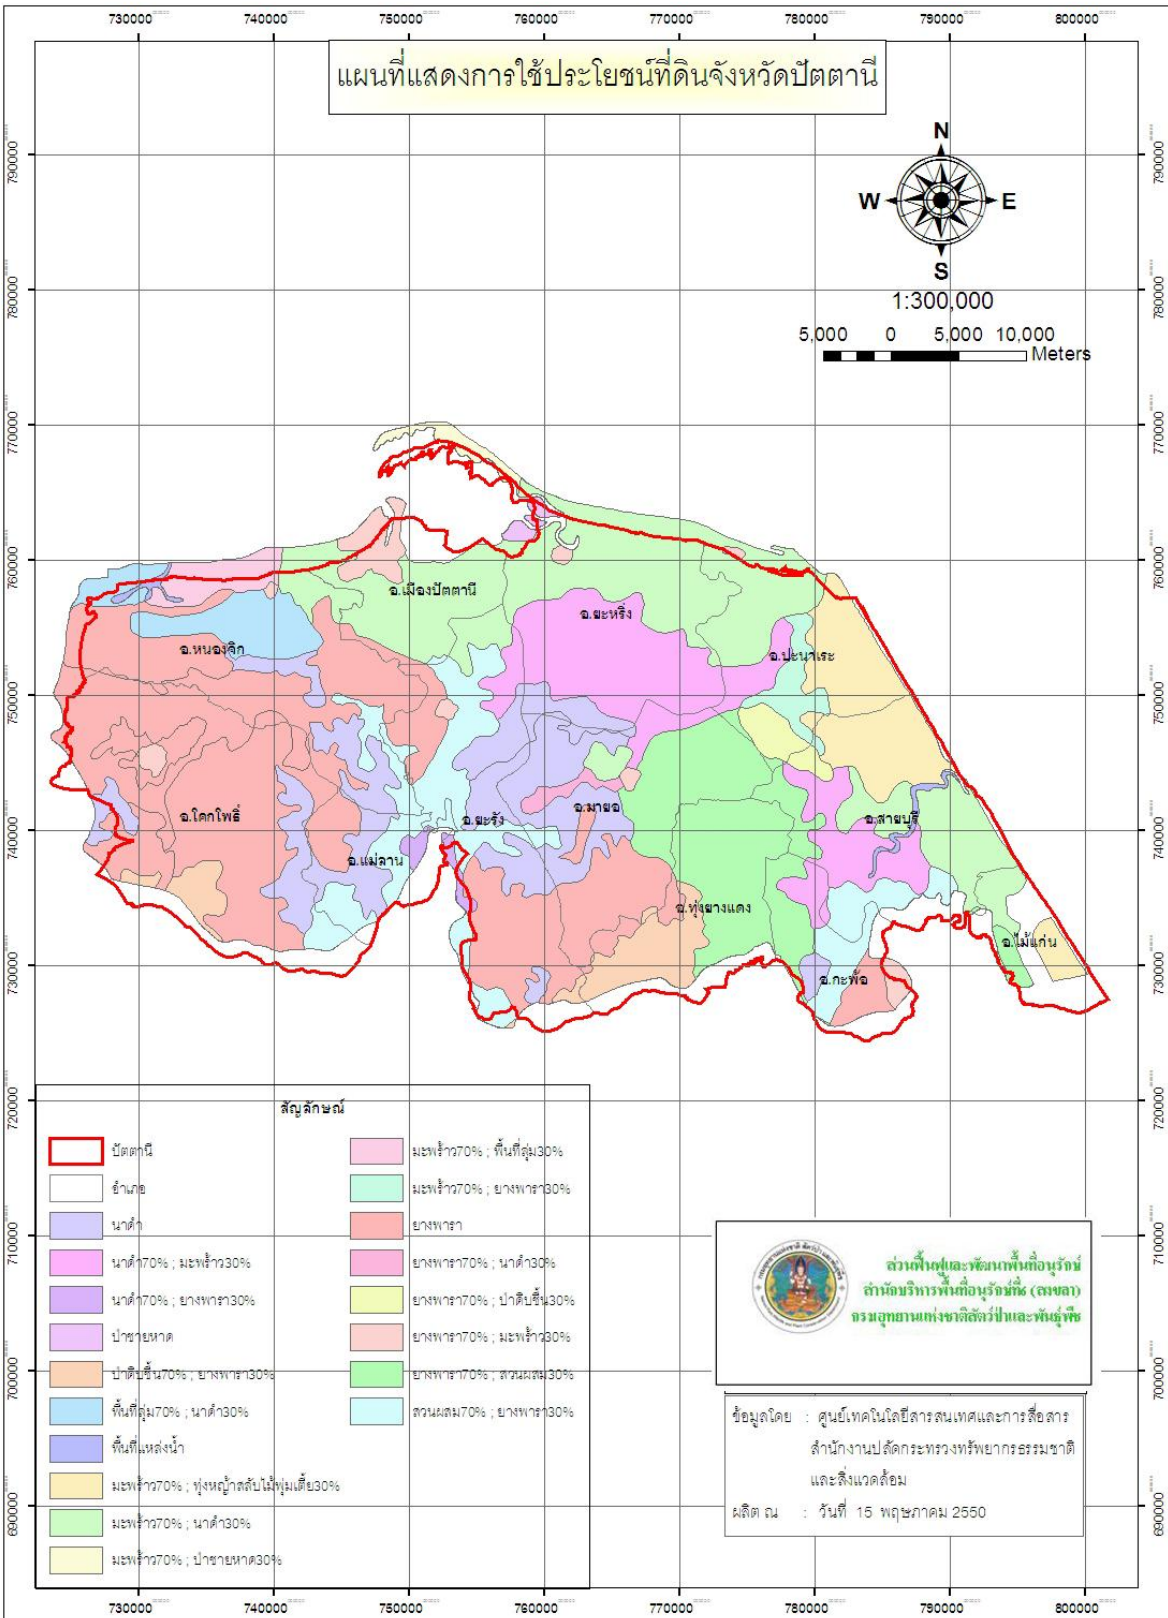 730000 740000 750000 760000 770000 780000 790000 800000
แผนที่แสดงการใช้ประโยชน์ที่ดินจังหวัดปัตตานี
N
W E
S
1:300,000
5,000 0 5,000 10,000
Meters
790000 790000
780000 780000
770000 770000
760000 760000
750000 750000
740000 740000
730000 730000
720000 720000
710000 710000
700000 700000
690000 690000
อ.เมืองปัตตานี
อ.ยะหริ่ง
อ.หนองจิก
อ.ปะนาเระ
อ.โคกโพธิ์
อ.ยะรัง
อ.มายอ
อ.สายบุรี
อ.แม่ลาน
อ.ทุ่งยางแดง
อ.ไม้แก่น
อ.กะพ้อ
สัญลักษณ์
ปัตตานี
อำเภอ
นาดำ
นาดำ70% ; มะพร้าว30%
นาดำ70% ; ยางพารา30%
ป่าชายหาด
ป่าดิบชื้น70% ; ยางพารา30%
พื้นที่ลุ่ม70% ; นาดำ30%
พื้นที่แหล่งน้ำ
มะพร้าว70% ; ทุ่งหญ้าสลับไม้พุ่มเตี้ย30%
มะพร้าว70% ; นาดำ30%
มะพร้าว70% ; ป่าชายหาด30%
มะพร้าว70% ; พื้นที่ลุ่ม30%
มะพร้าว70% ; ยางพารา30%
ยางพารา
ยางพารา70% ; นาดำ30%
ยางพารา70% ; ป่าดิบชื้น30%
ยางพารา70% ; มะพร้าว30%
ยางพารา70% ; สวนผสม30%
สวนผสม70% ; ยางพารา30%
ส่วนฟื้นฟูและพัฒนาพื้นที่อนุรักษ์
สำนักบริหารพื้นที่อนุรักษ์ที่6 (สงขลา)
กรมอุทยานแห่งชาติสัตว์ป่าและพันธุ์พืช
ข้อมูลโดย : ศูนย์เทคโนโลยีสารสนเทศและการสื่อสาร
สำนักงานปลัดกระทรวงทรัพยากรธรรมชาติ
และสิ่งแวดล้อม
ผลิต ณ : วันที่ 15 พฤษภาคม 2550
730000 740000 750000 760000 770000 780000 790000 800000